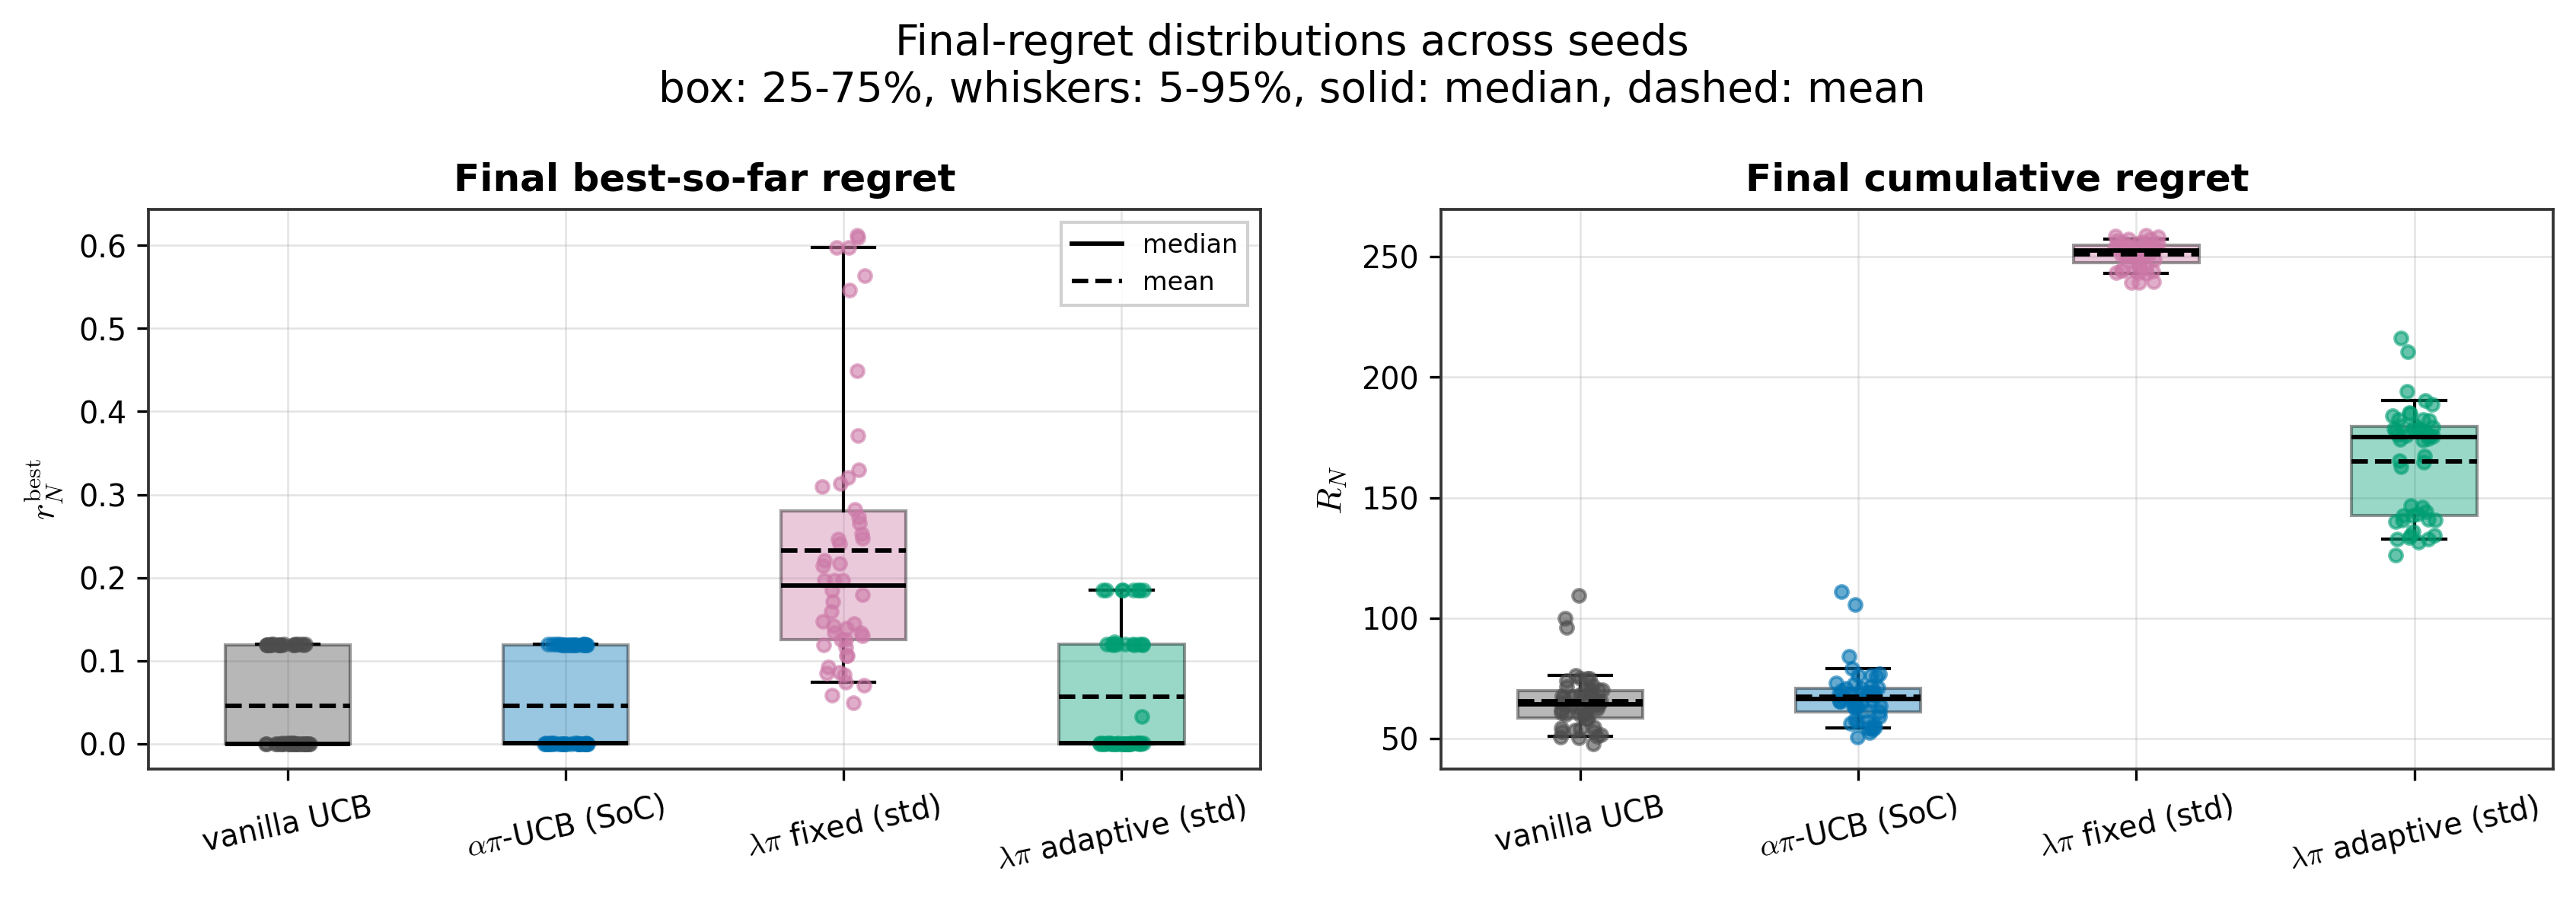 Final-regret distributions across seeds
box: 25-75%, whiskers: 5-95%, solid: median, dashed: mean
Final best-so-far regret
r_N^best
0.6
0.5
0.4
0.3
0.2
0.1
0.0
median
mean
vanilla UCB
απ-UCB (SoC)
λπ fixed (std)
λπ adaptive (std)
Final cumulative regret
R_N
250
200
150
100
50
vanilla UCB
απ-UCB (SoC)
λπ fixed (std)
λπ adaptive (std)